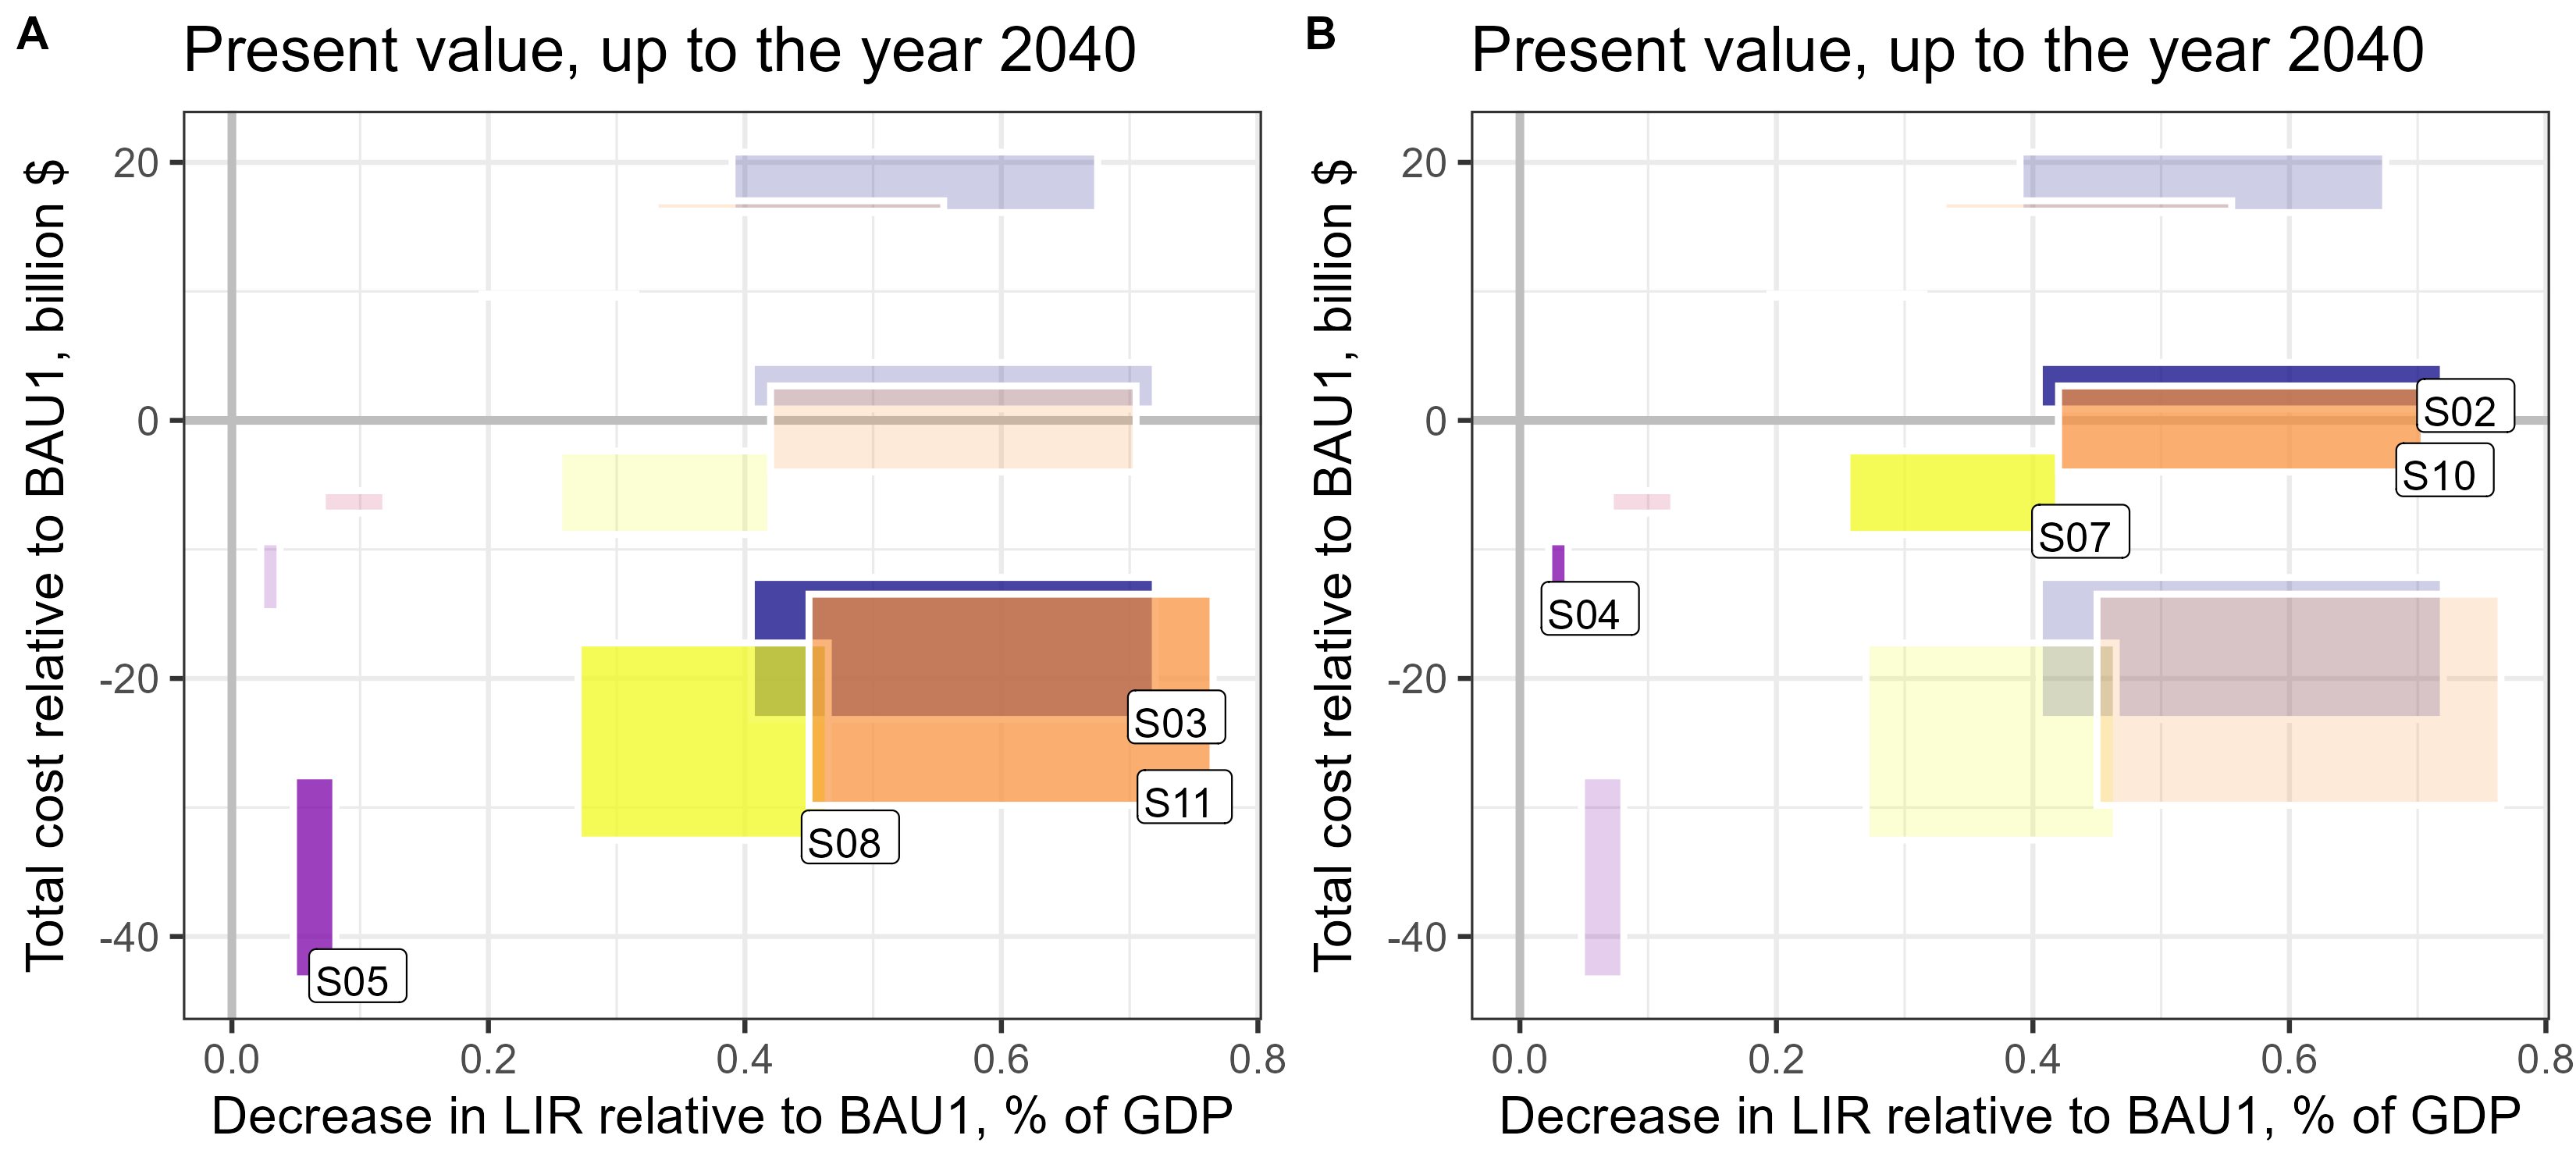 A
Present value, up to the year 2040
Total cost relative to BAU1, billion $
20
0
-20
-40
S03
S11
S08
S05
0.0 0.2 0.4 0.6 0.8
Decrease in LIR relative to BAU1, % of GDP
B
Present value, up to the year 2040
Total cost relative to BAU1, billion $
20
0
-20
-40
S02
S10
S07
S04
0.0 0.2 0.4 0.6 0.8
Decrease in LIR relative to BAU1, % of GDP